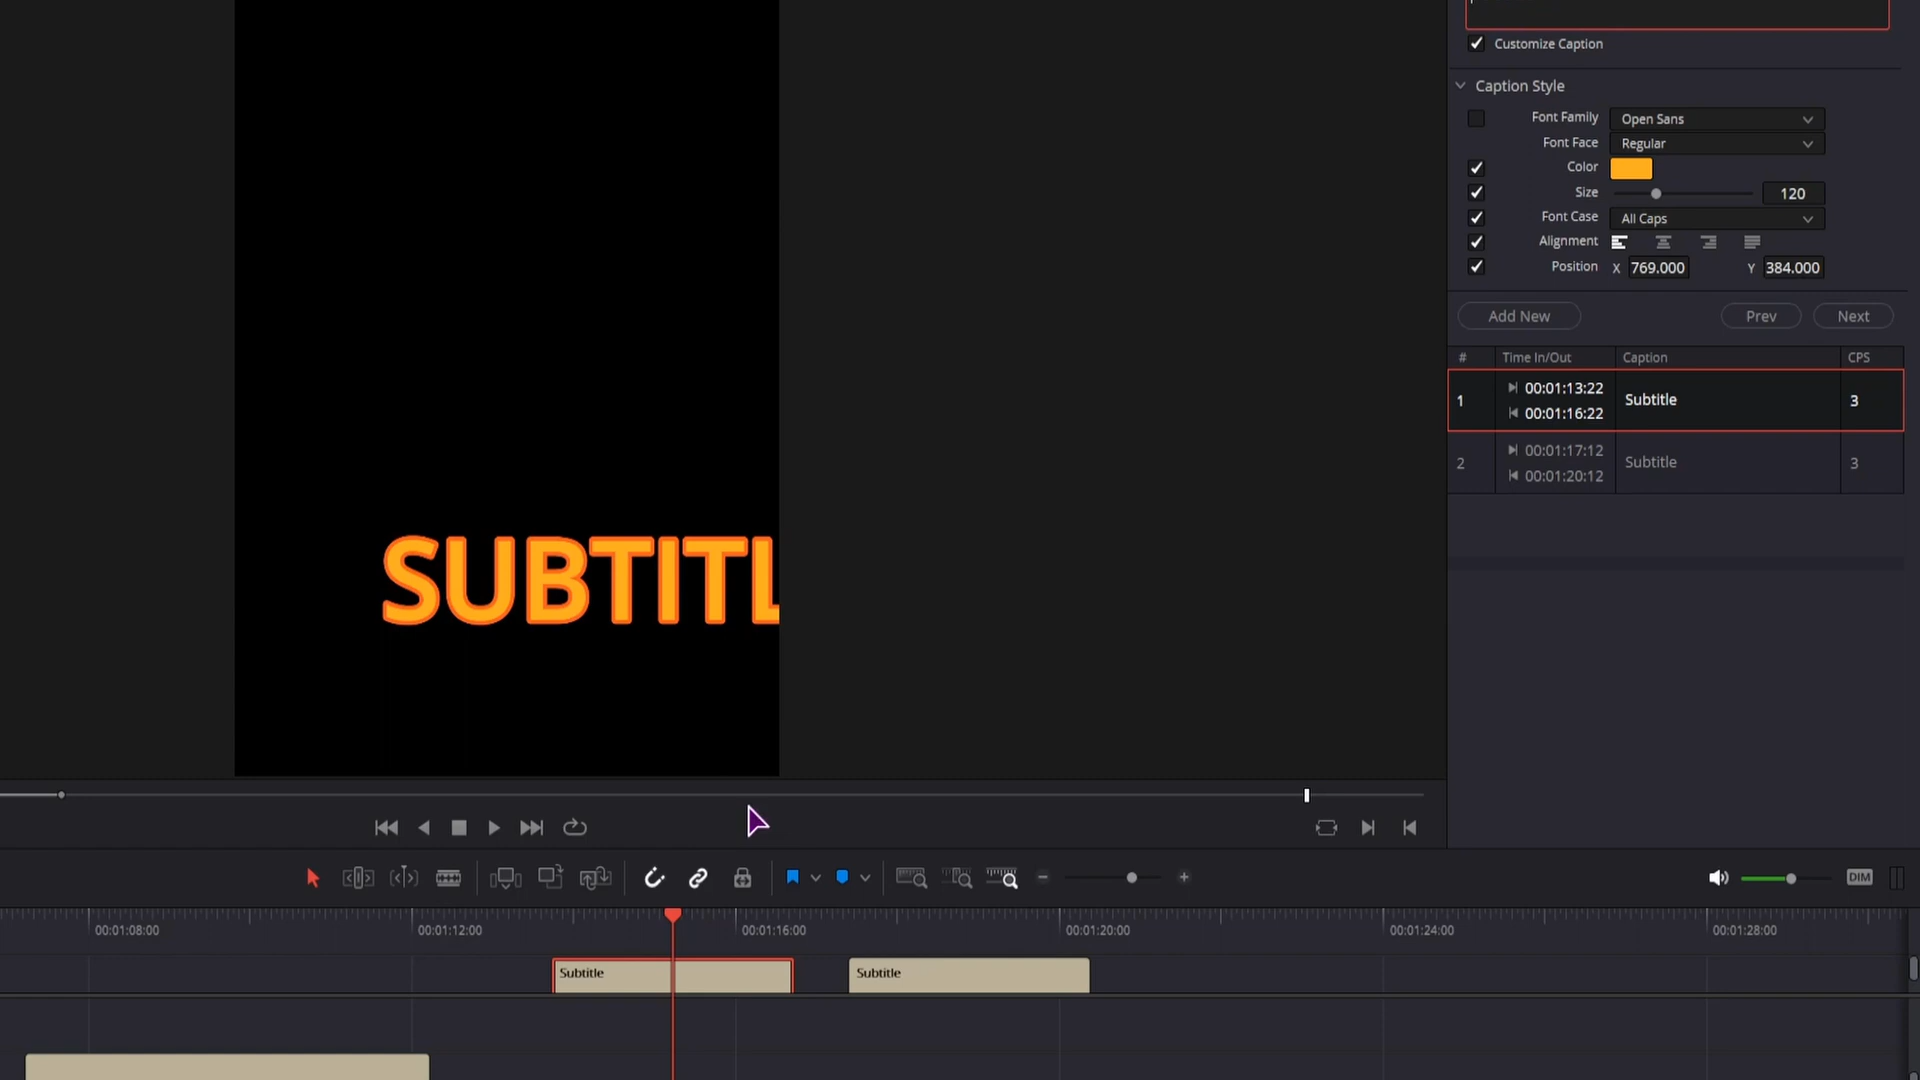 Customize Caption
Caption Style
Font Family Open Sans
Font Face Regular
Color
Size 120
Font Case All Caps
Alignment
Position X 769.000 Y 384.000
Add New Prev Next
# Time In/Out Caption CPS
1 00:01:13:22 Subtitle 3
00:01:16:22
2 00:01:17:12 Subtitle 3
00:01:20:12
SUBTITL
DIM
00:01:08:00 00:01:12:00 00:01:16:00 00:01:20:00 00:01:24:00 00:01:28:00
Subtitle Subtitle